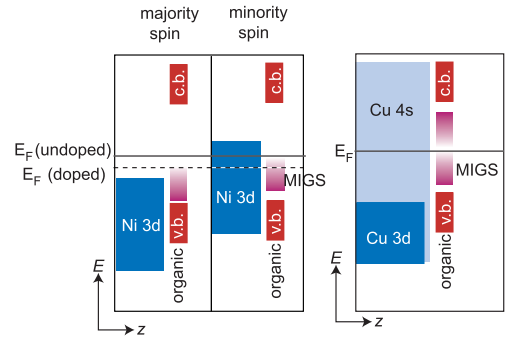 majority
spin
minority
spin
c.b.
c.b.
c.b.
Cu 4s
E_F (undoped)
E_F (doped)
E_F
MIGS
MIGS
Ni 3d
Ni 3d
v.b.
v.b.
v.b.
Cu 3d
organic
organic
organic
E
z
E
z